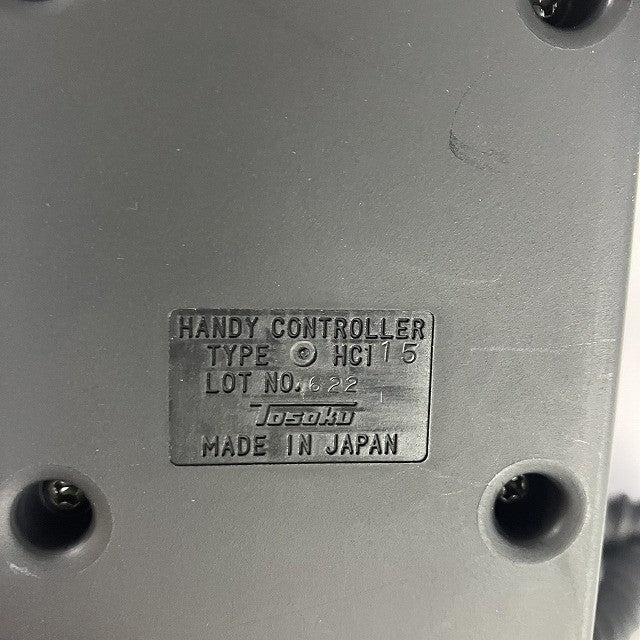 HANDY CONTROLLER
TYPE HC115
LOT NO. 622
Tosoku
MADE IN JAPAN